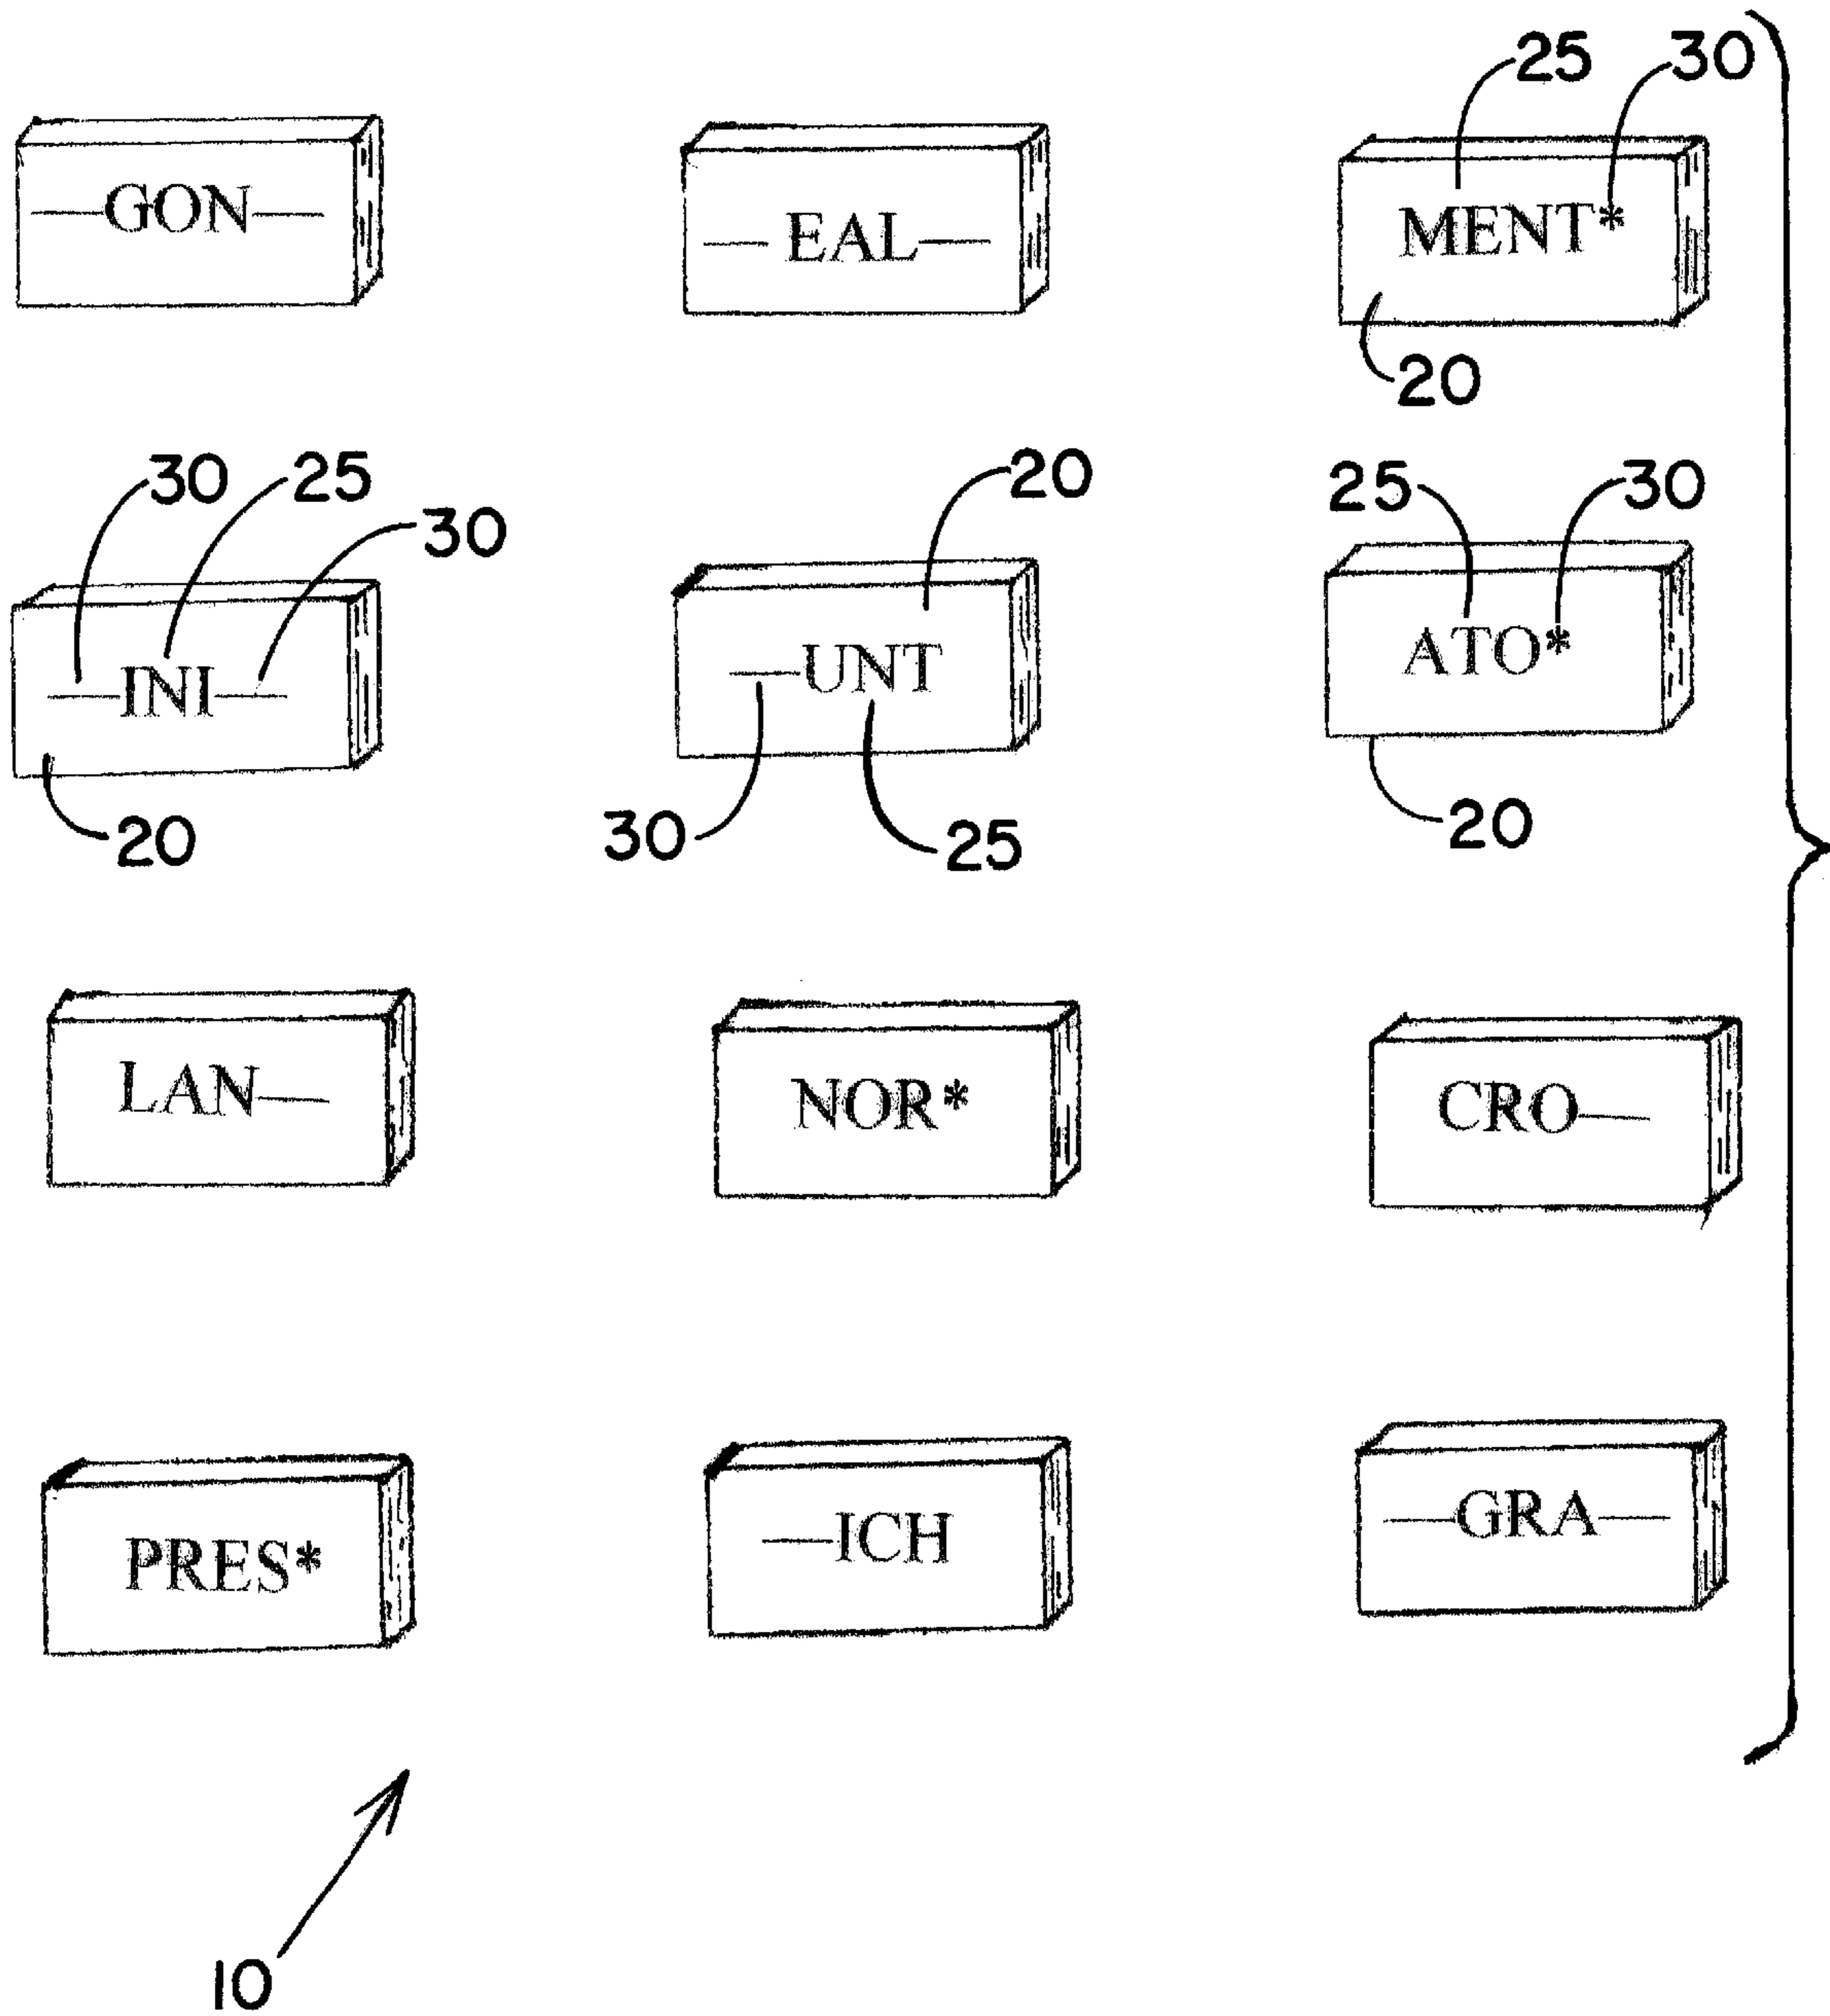 25 30
—GON—
— EAL—
MENT*
20
30 25 30
20
25 30
—INI—
—UNT
ATO*
20
30 25
20
LAN—
NOR*
CRO—
PRES*
—ICH
—GRA—
10